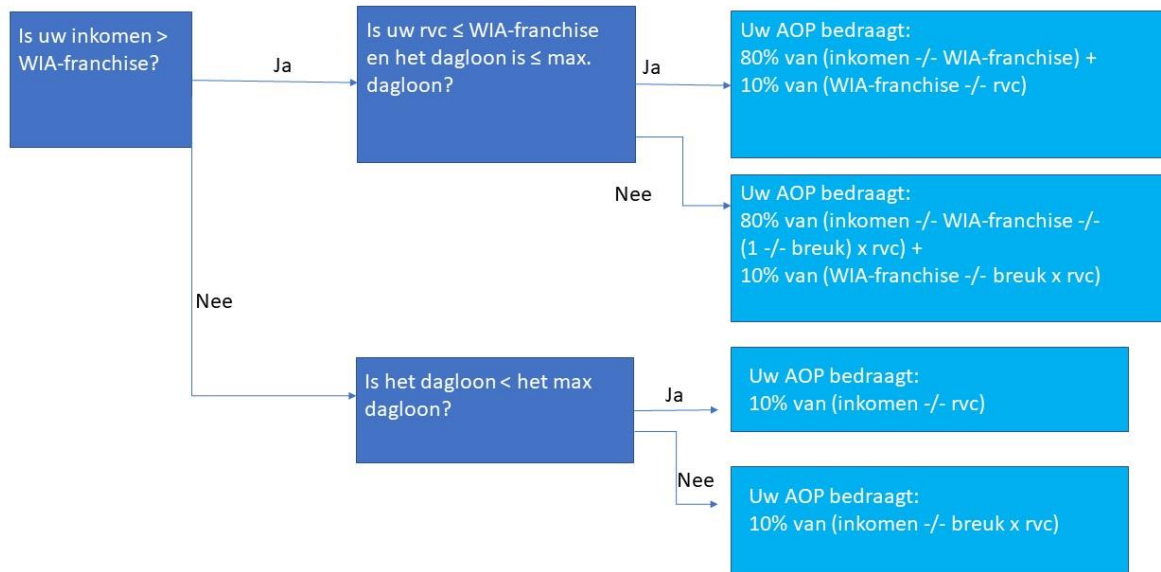 Is uw inkomen >
WIA-franchise?
Ja
Is uw rvc ≤ WIA-franchise
en het dagloon is ≤ max.
dagloon?
Ja
Uw AOP bedraagt:
80% van (inkomen -/- WIA-franchise) +
10% van (WIA-franchise -/- rvc)
Nee
Uw AOP bedraagt:
80% van (inkomen -/- WIA-franchise -/-
(1 -/- breuk) x rvc) +
10% van (WIA-franchise -/- breuk x rvc)
Nee
Is het dagloon < het max
dagloon?
Ja
Uw AOP bedraagt:
10% van (inkomen -/- rvc)
Nee
Uw AOP bedraagt:
10% van (inkomen -/- breuk x rvc)